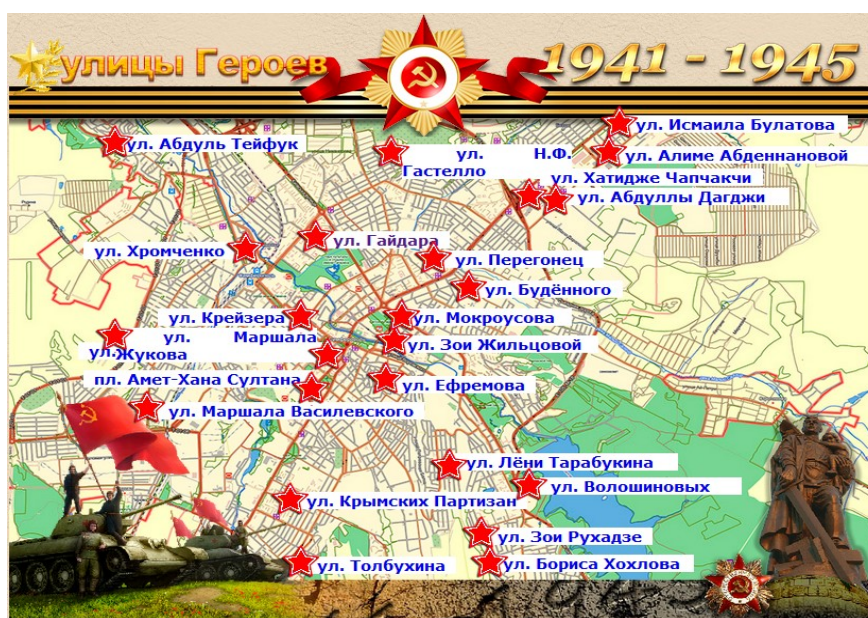 улицы Героев
1941 - 1945
ул. Исмаила Булатова
ул. Абдуль Тейфук
ул. Н.Ф.
Гастелло
ул. Алиме Абденнановой
ул. Хатидже Чапчакчи
ул. Абдуллы Дагджи
ул. Гайдара
ул. Хромченко
ул. Перегонец
ул. Будённого
ул. Крейзера
ул. Мокроусова
ул. Маршала
Жукова
ул.
ул. Зои Жильцовой
пл. Амет-Хана Султана
ул. Ефремова
ул. Маршала Василевского
ул. Лёни Тарабукина
ул. Волошиновых
ул. Крымских Партизан
ул. Зои Рухадзе
ул. Толбухина
ул. Бориса Хохлова